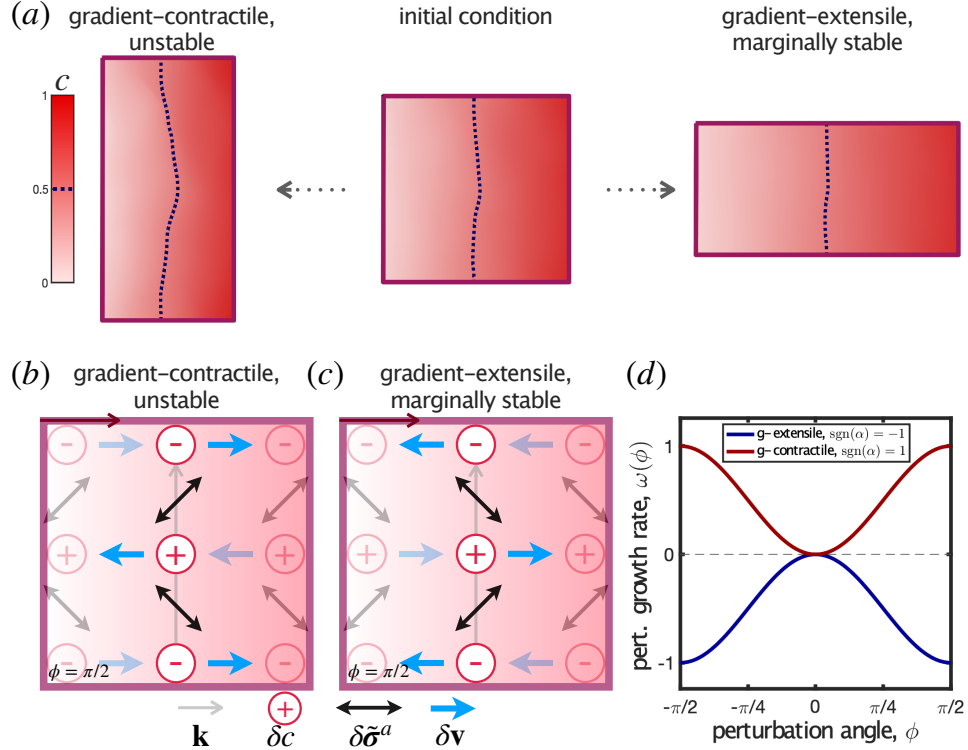 (a)
gradient-contractile,
unstable
initial condition
gradient-extensile,
marginally stable
c
1
0.5
0
(b)
gradient-contractile,
unstable
(c)
gradient-extensile,
marginally stable
(d)
- - -
+ + +
- - -
ϕ = π/2
- - -
+ + +
- - -
ϕ = π/2
+
k
δc
δσ̃ᵃ
δv
pert. growth rate, ω(ϕ)
1
0
-1
g-extensile, sgn(α) = −1
g-contractile, sgn(α) = 1
-π/2 -π/4 0 π/4 π/2
perturbation angle, ϕ